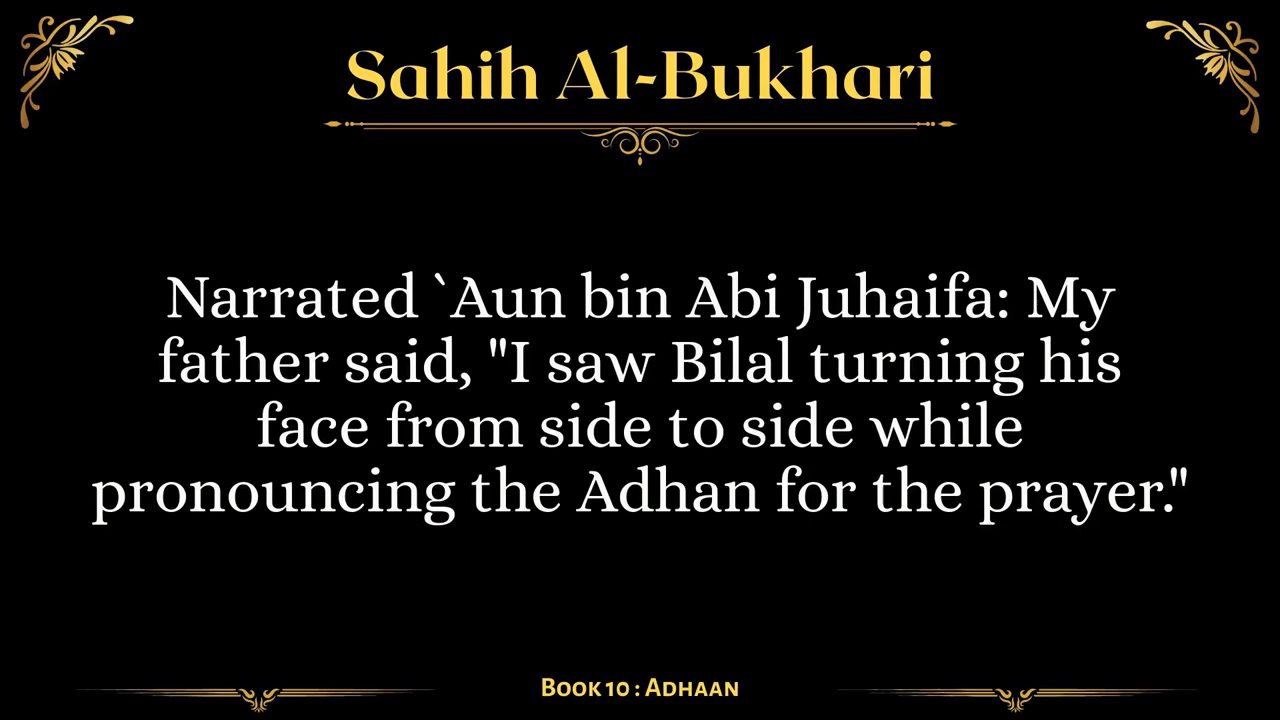 Sahih Al-Bukhari
Narrated `Aun bin Abi Juhaifa: My
father said, "I saw Bilal turning his
face from side to side while
pronouncing the Adhan for the prayer."
Book 10 : Adhaan